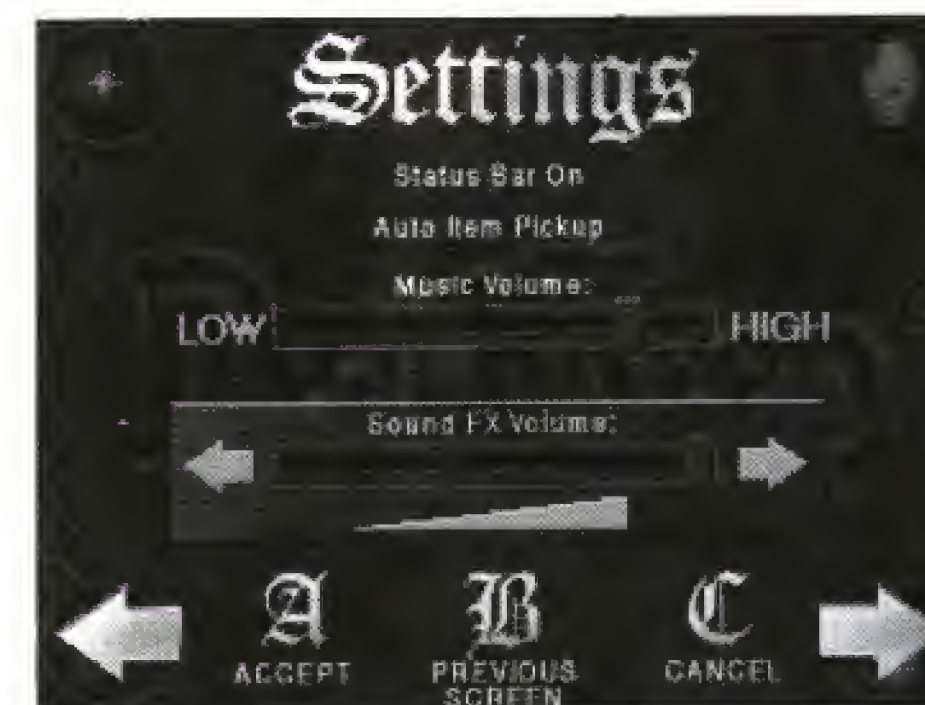 Settings
Status Bar On
Auto Item Pickup
Music Volume:
LOW HIGH
Sound FX Volume:
A B C
ACCEPT PREVIOUS SCREEN CANCEL